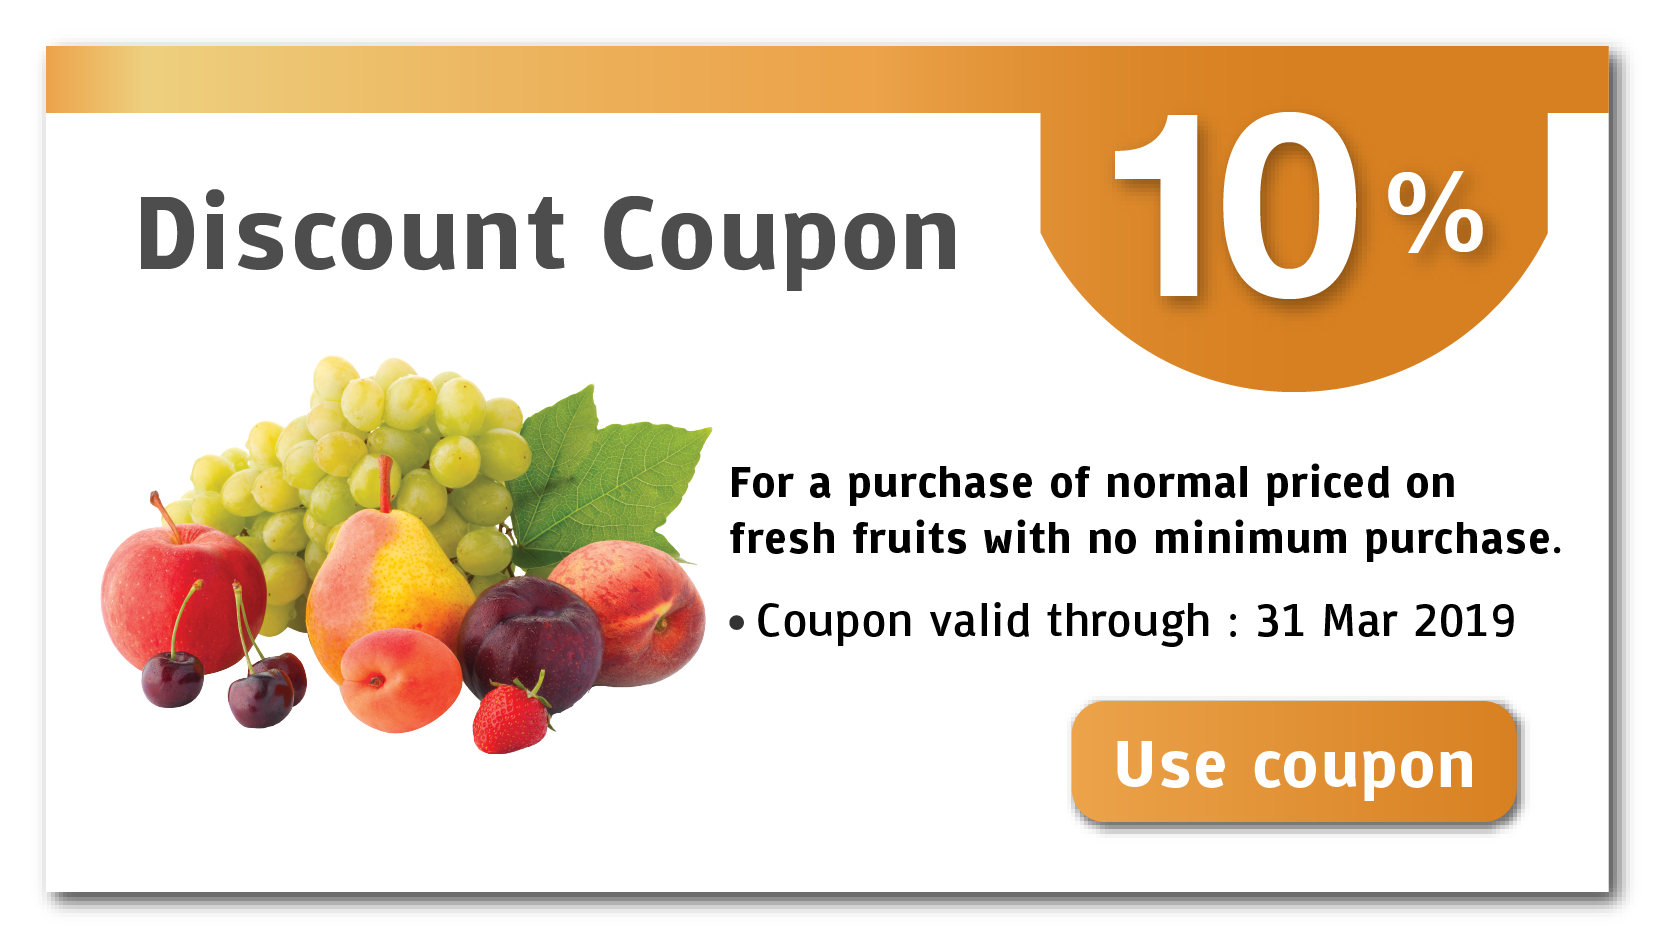 Discount Coupon
10%
For a purchase of normal priced on
fresh fruits with no minimum purchase.
• Coupon valid through : 31 Mar 2019
Use coupon